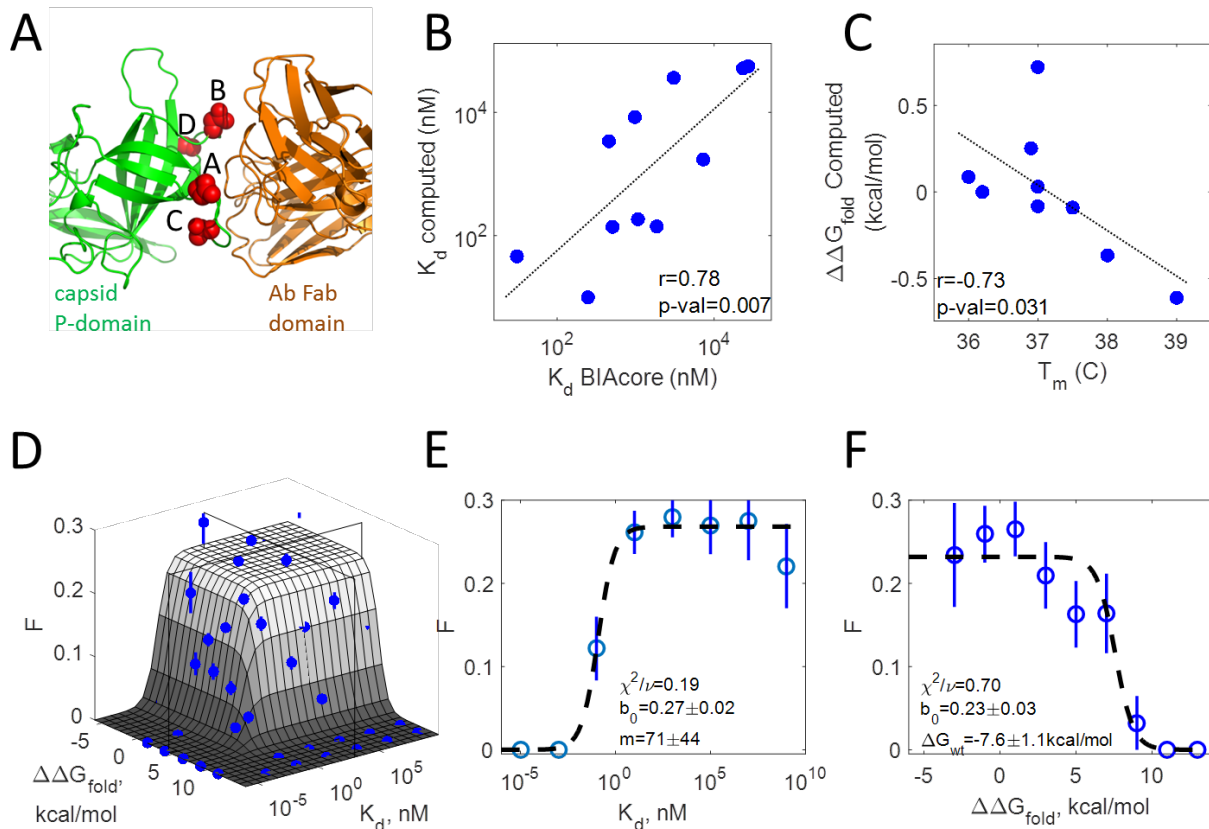 A
B
D
A
C
capsid
P-domain
Ab Fab
domain
B
K_d computed (nM)
10^4
10^2
r=0.78
p-val=0.007
10^2
10^4
K_d BIAcore (nM)
C
ΔΔG_fold Computed
(kcal/mol)
0.5
0
-0.5
r=-0.73
p-val=0.031
36
37
38
39
T_m (C)
D
F
0.3
0.2
0.1
0
-5
0
5
10
ΔΔG_fold,
kcal/mol
10^-5
10^0
10^5
K_d, nM
E
F
0.3
0.2
0.1
0
χ^2/ν=0.19
b_0=0.27±0.02
m=71±44
10^-5
10^0
10^5
10^10
K_d, nM
F
F
0.3
0.2
0.1
0
χ^2/ν=0.70
b_0=0.23±0.03
ΔG_wt=-7.6±1.1kcal/mol
-5
0
5
10
ΔΔG_fold, kcal/mol